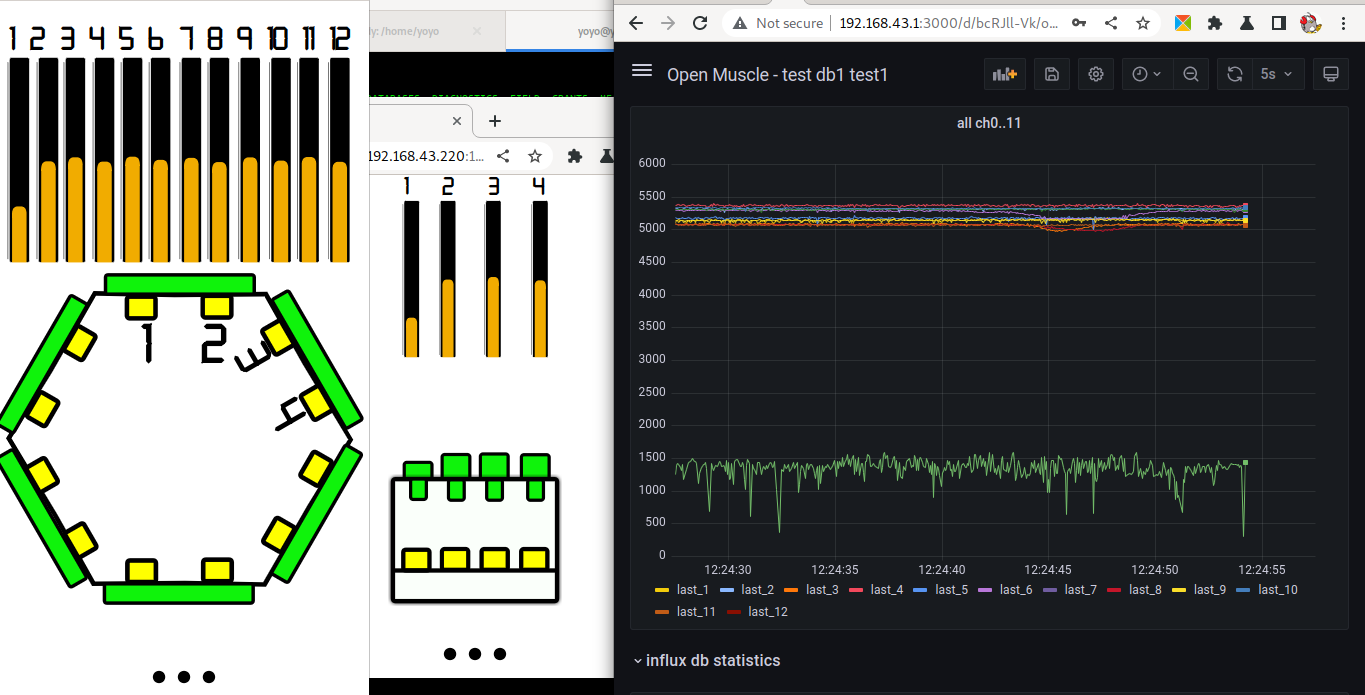 1 2 3 4 5 6 7 8 9 10 11 12
1 2 3 4
ly: /home/yoyo
yoyo@y
192.168.43.220:1...
1 2 3 4
Not secure 192.168.43.1:3000/d/bcRJll-Vk/o...
Open Muscle - test db1 test1
5s
all ch0..11
6000
5500
5000
4500
4000
3500
3000
2500
2000
1500
1000
500
0
12:24:30 12:24:35 12:24:40 12:24:45 12:24:50 12:24:55
last_1 last_2 last_3 last_4 last_5 last_6 last_7 last_8 last_9 last_10
last_11 last_12
influx db statistics